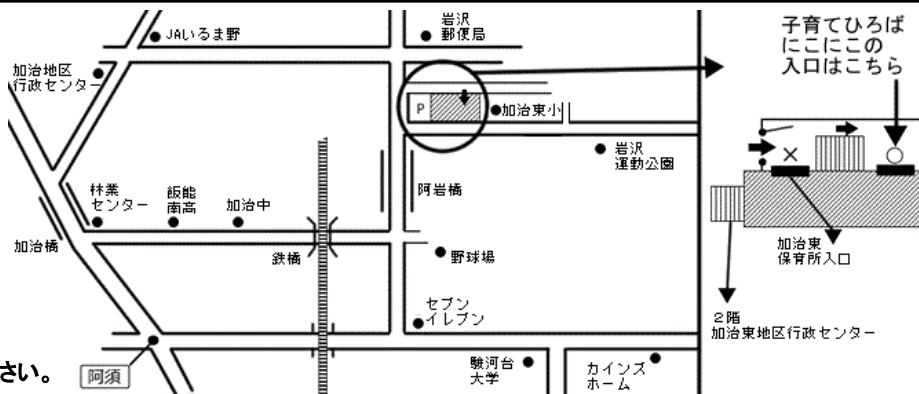 JAいるま野
岩沢
郵便局
加治地区
行政センター
P
加治東小
岩沢
運動公園
林業
センター
飯能
南高
加治中
阿岩橋
加治橋
鉄橋
野球場
セブン
イレブン
さい。
阿須
駿河台
大学
カインズ
ホーム
子育てひろば
にこにこの
入口はこちら
×
○
加治東
保育所入口
2階
加治東地区行政センター